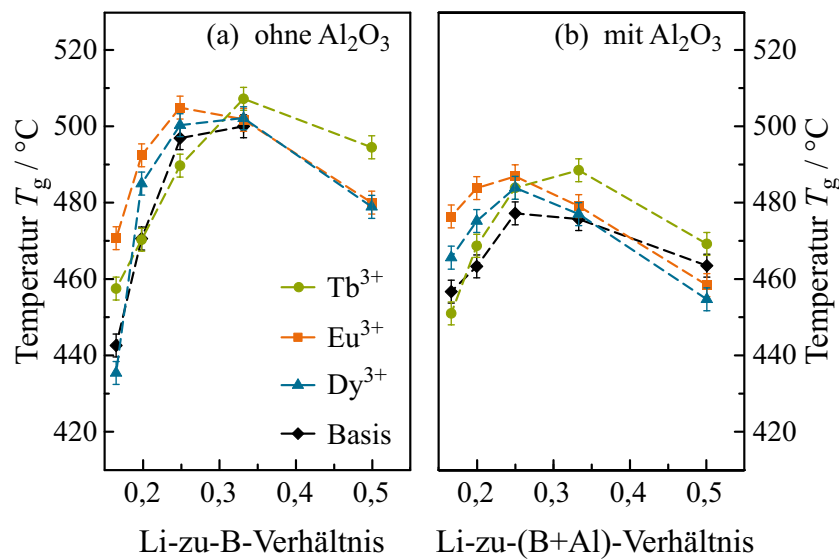 (a) ohne Al₂O₃
(b) mit Al₂O₃
Temperatur Tg / °C
520
500
480
460
440
420
Tb³⁺
Eu³⁺
Dy³⁺
Basis
0,2
0,3
0,4
0,5
Li-zu-B-Verhältnis
0,2
0,3
0,4
0,5
Li-zu-(B+Al)-Verhältnis
520
500
480
460
440
420
Temperatur Tg / °C